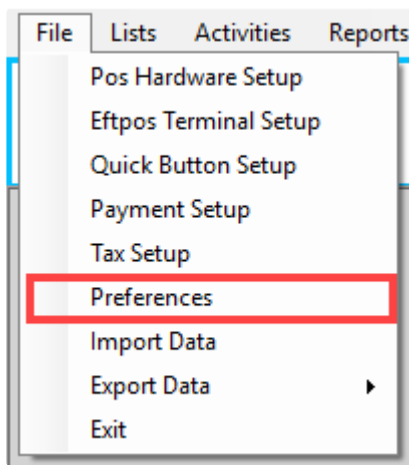 File Lists Activities Reports
Pos Hardware Setup
Eftpos Terminal Setup
Quick Button Setup
Payment Setup
Tax Setup
Preferences
Import Data
Export Data
Exit